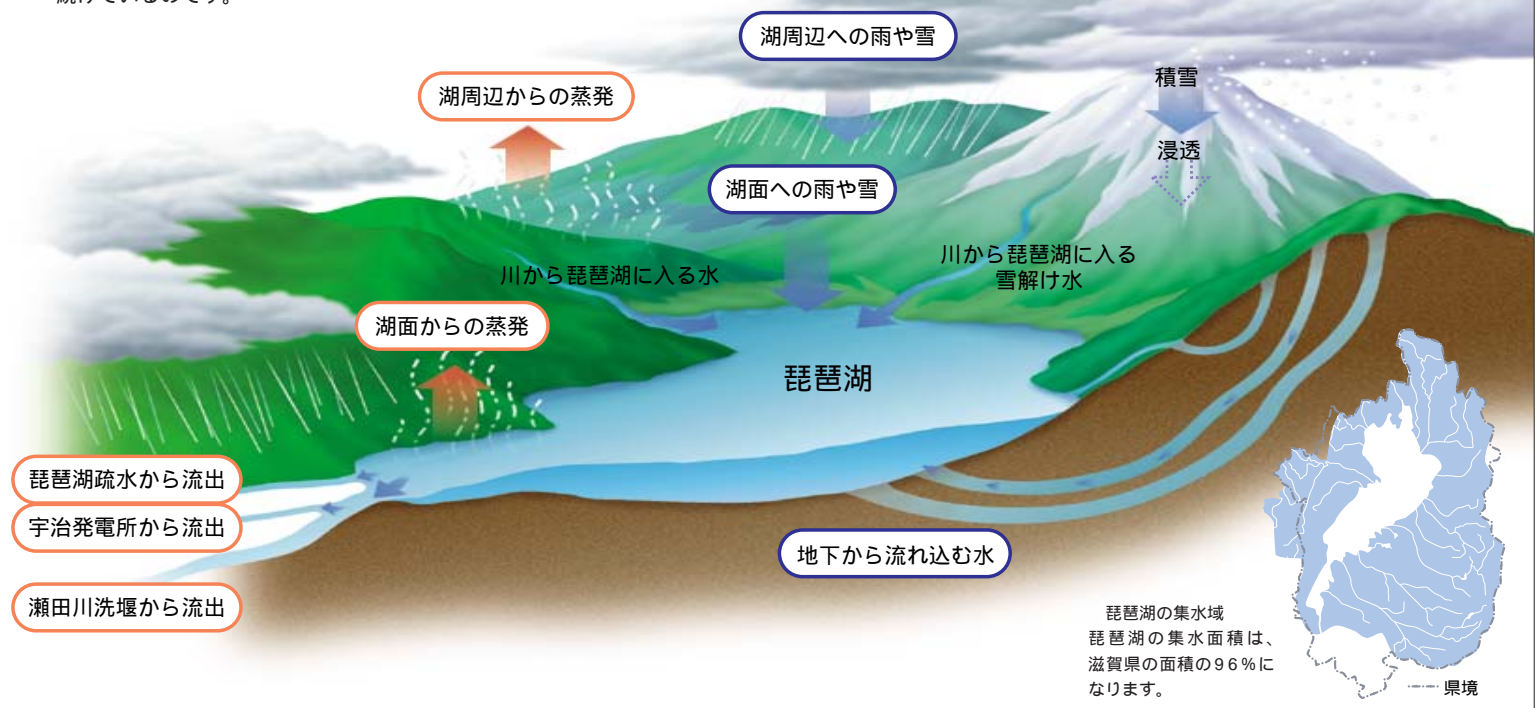 続けているのです。
湖周辺への雨や雪
積雪
湖周辺からの蒸発
浸透
湖面への雨や雪
川から琵琶湖に入る水
川から琵琶湖に入る
雪解け水
湖面からの蒸発
琵琶湖
琵琶湖疏水から流出
宇治発電所から流出
瀬田川洗堰から流出
地下から流れ込む水
琵琶湖の集水域
琵琶湖の集水面積は、
滋賀県の面積の96%に
なります。
県境